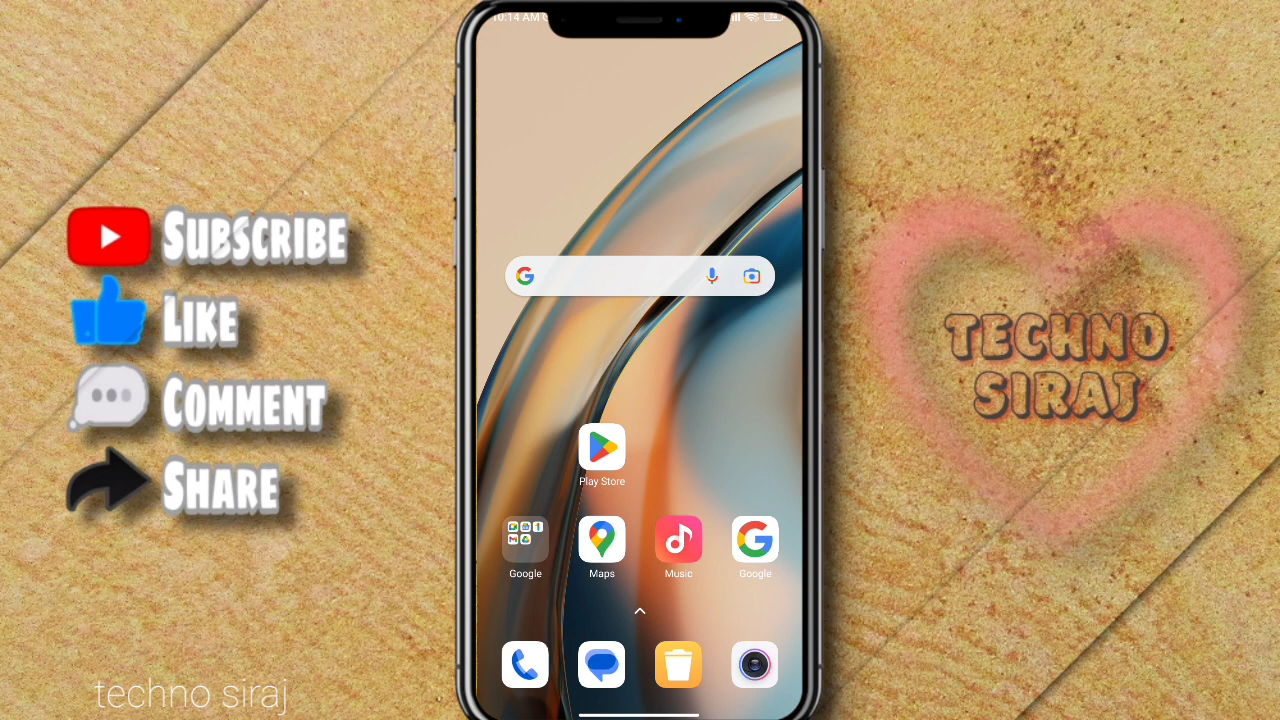 10:14 AM
SUBSCRIBE
LIKE
COMMENT
SHARE
TECHNO
SIRAJ
Play Store
Google
Maps
Music
Google
techno siraj